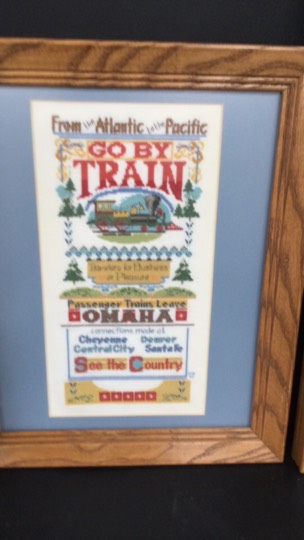 From the Atlantic to the Pacific
GO BY
TRAIN
Travelers for Business
or Pleasure
Passenger Trains Leave
OMAHA
connections made at
Cheyenne Denver
Central City Santa Fe
See the Country